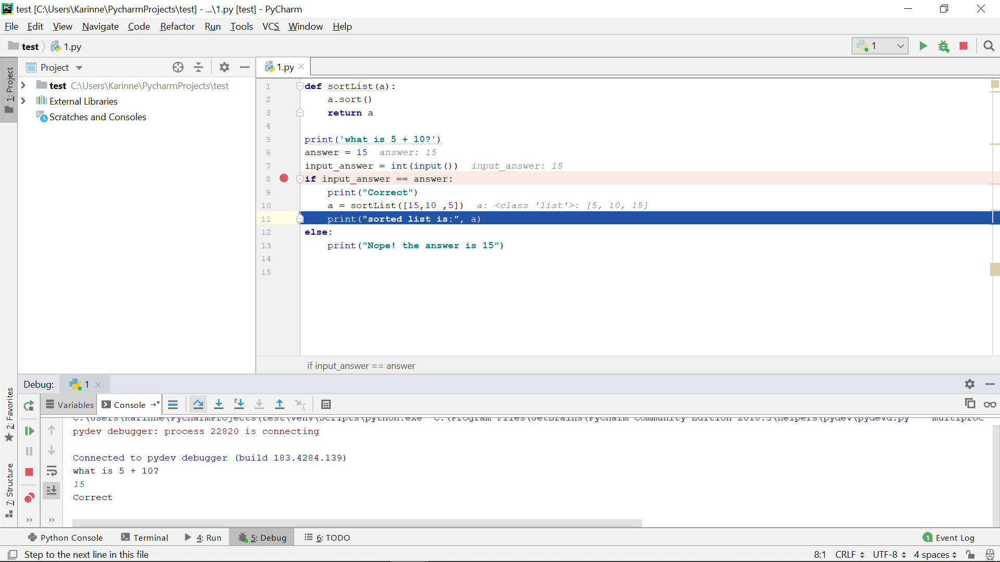 test [C:\Users\Karinne\PycharmProjects\test] - ...\1.py [test] - PyCharm
File Edit View Navigate Code Refactor Run Tools VCS Window Help
test 1.py
1
Project
1.py
1: Project
test C:\Users\Karinne\PycharmProjects\test
External Libraries
Scratches and Consoles
1 def sortList(a):
2 a.sort()
3 return a
4
5 print('what is 5 + 10?')
6 answer = 15 answer: 15
7 input_answer = int(input()) input_answer: 15
8 if input_answer == answer:
9 print("Correct")
10 a = sortList([15,10 ,5]) a: <class 'list'>: [5, 10, 15]
11 print("sorted list is:", a)
12 else:
13 print("Nope! the answer is 15")
14
15
if input_answer == answer
Debug: 1
2: Favorites
7: Structure
Variables Console
C:\Users\Karinne\PycharmProjects\test\venv\Scripts\python.exe "C:\Program Files\JetBrains\PyCharm Community Edition 2018.3\helpers\pydev\pydevd.py" --multiproc
pydev debugger: process 22820 is connecting
Connected to pydev debugger (build 183.4284.139)
what is 5 + 10?
15
Correct
Python Console Terminal 4: Run 5: Debug 6: TODO 1 Event Log
Step to the next line in this file 8:1 CRLF UTF-8 4 spaces